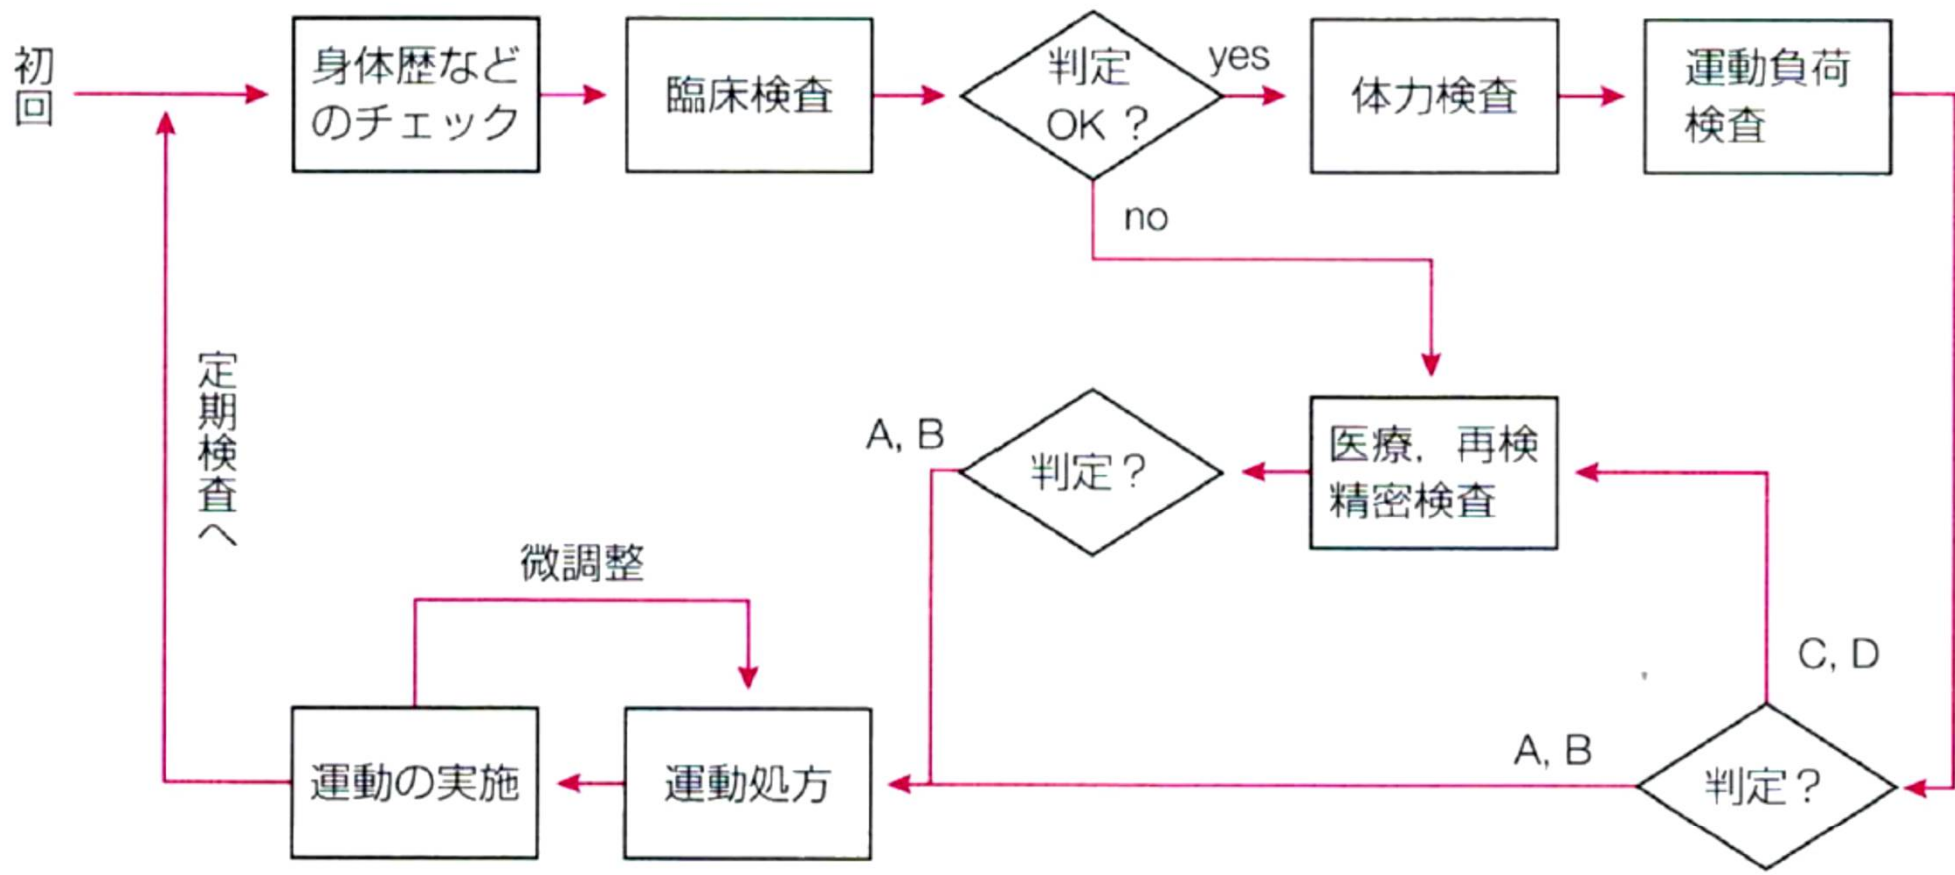 初回
身体歴など
のチェック
臨床検査
判定
OK？
yes
体力検査
運動負荷
検査
no
定期検査へ
A, B
判定？
医療，再検
精密検査
微調整
C, D
A, B
運動の実施
運動処方
判定？